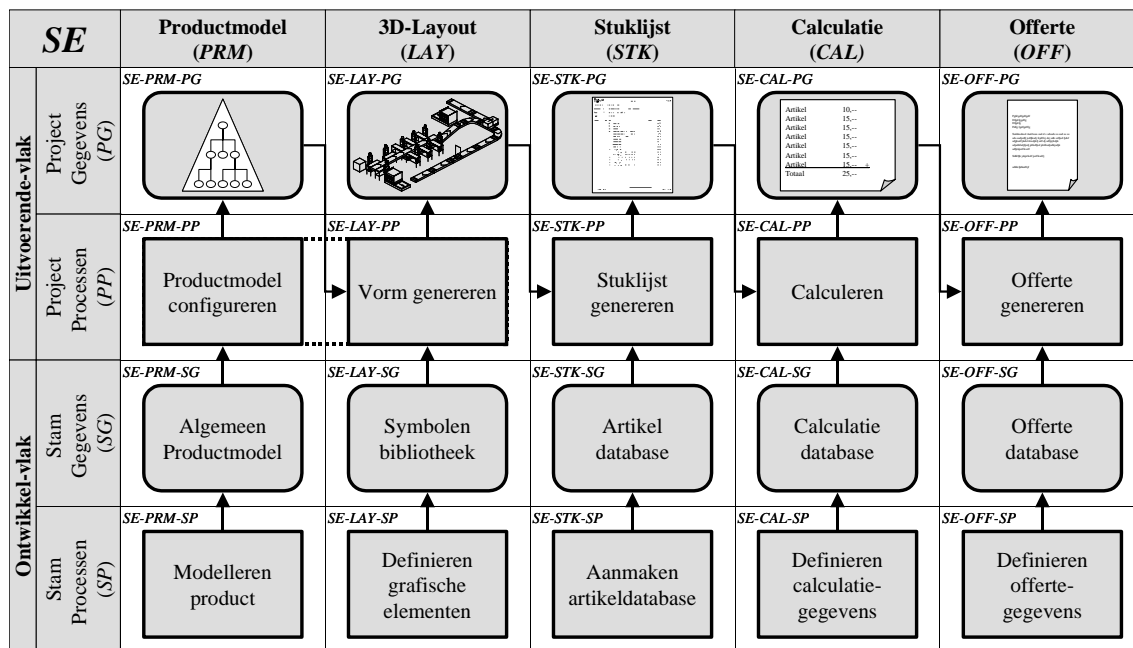 SE
Productmodel
(PRM)
3D-Layout
(LAY)
Stuklijst
(STK)
Calculatie
(CAL)
Offerte
(OFF)
Uitvoerende-vlak
Project
Gegevens
(PG)
SE-PRM-PG
SE-LAY-PG
SE-STK-PG
SE-CAL-PG
Artikel 10,--
Artikel 15,--
Artikel 15,--
Artikel 15,--
Artikel 15,--
Artikel 15,--
Artikel 15,-- +
Totaal 25,--
SE-OFF-PG
Project
Processen
(PP)
SE-PRM-PP
Productmodel
configureren
SE-LAY-PP
Vorm genereren
SE-STK-PP
Stuklijst
genereren
SE-CAL-PP
Calculeren
SE-OFF-PP
Offerte
genereren
Ontwikkel-vlak
Stam
Gegevens
(SG)
SE-PRM-SG
Algemeen
Productmodel
SE-LAY-SG
Symbolen
bibliotheek
SE-STK-SG
Artikel
database
SE-CAL-SG
Calculatie
database
SE-OFF-SG
Offerte
database
Stam
Processen
(SP)
SE-PRM-SP
Modelleren
product
SE-LAY-SP
Definieren
grafische
elementen
SE-STK-SP
Aanmaken
artikeldatabase
SE-CAL-SP
Definieren
calculatie-
gegevens
SE-OFF-SP
Definieren
offerte-
gegevens